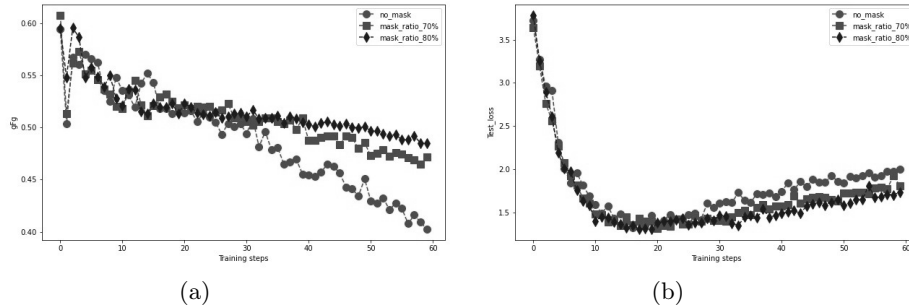 0.60
0.55
0.50
0.45
0.40
gFg
0 10 20 30 40 50 60
Training steps
no_mask
mask_ratio_70%
mask_ratio_80%
(a)
3.5
3.0
2.5
2.0
1.5
Test_loss
0 10 20 30 40 50 60
Training steps
no_mask
mask_ratio_70%
mask_ratio_80%
(b)